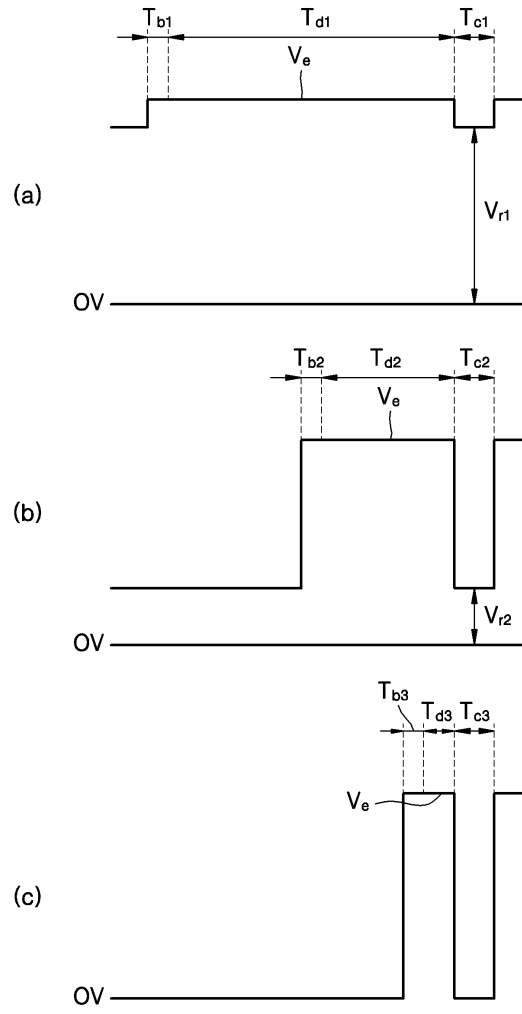 Tb1 Td1 Tc1
Ve
(a)
Vr1
OV
Tb2 Td2 Tc2
Ve
(b)
Vr2
OV
Tb3 Td3 Tc3
Ve
(c)
OV